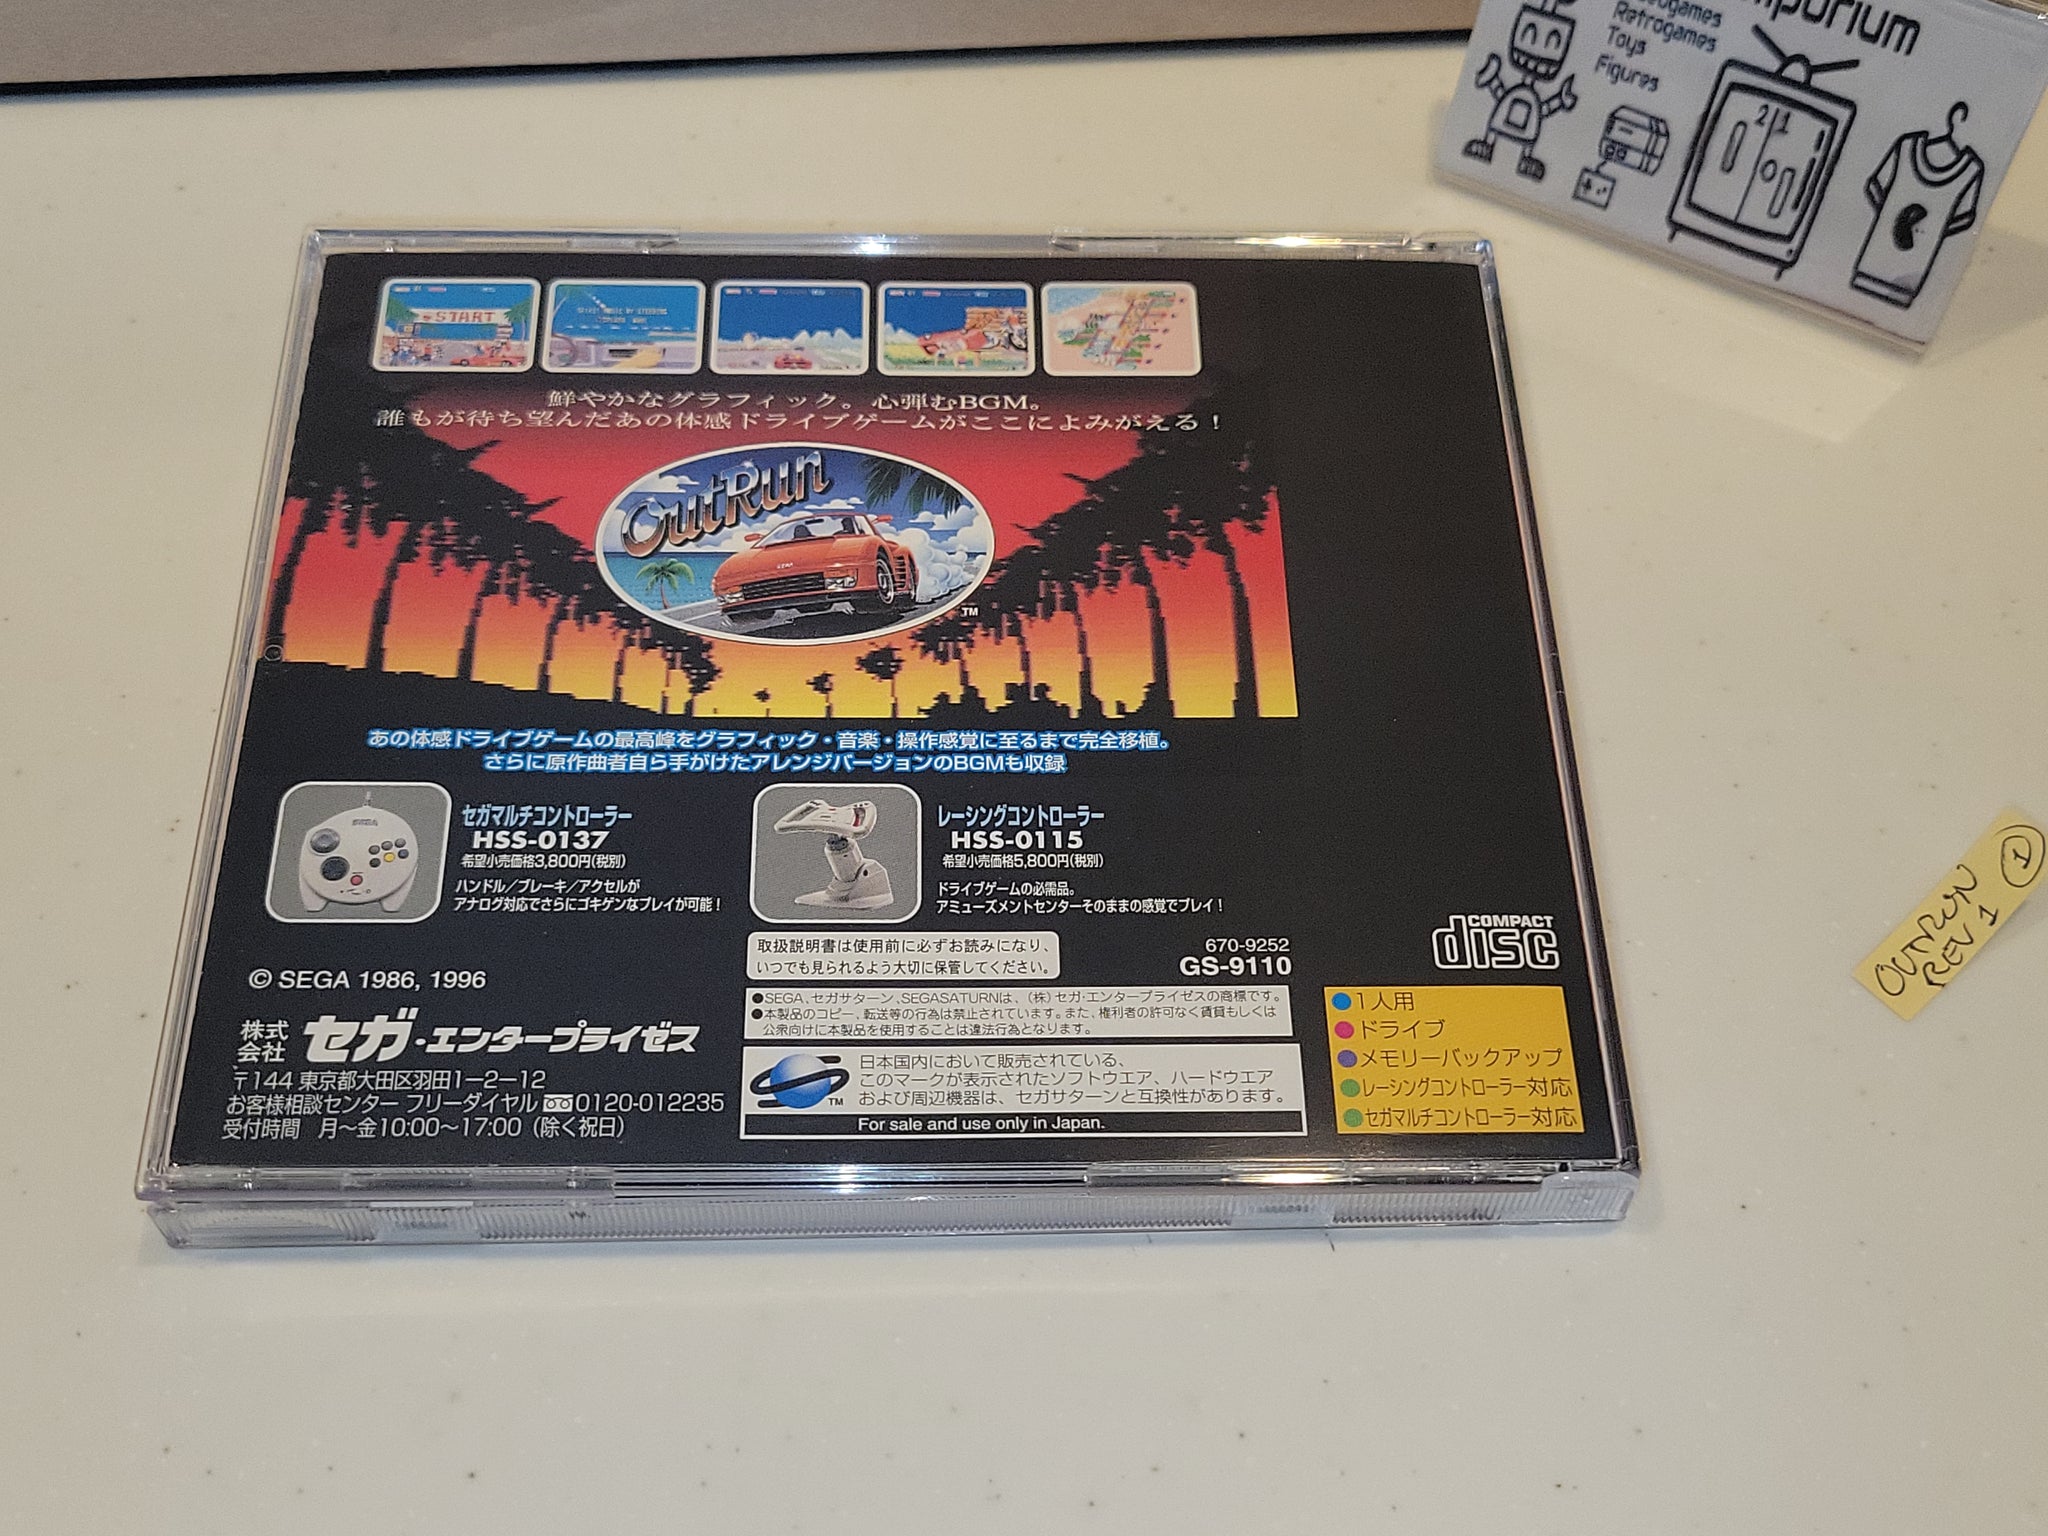 mporium
Retrogames
Toys
Figures
21
START
鮮やかなグラフィック。心弾むBGM。
誰もが待ち望んだあの体感ドライブゲームがここによみがえる！
OutRun
TM
あの体感ドライブゲームの最高峰をグラフィック・音楽・操作感覚に至るまで完全移植。
さらに原作曲者自ら手がけたアレンジバージョンのBGMも収録
セガマルチコントローラー
HSS-0137
希望小売価格3,800円(税別)
ハンドル／ブレーキ／アクセルが
アナログ対応でさらにゴキゲンなプレイが可能！
レーシングコントローラー
HSS-0115
希望小売価格5,800円(税別)
ドライブゲームの必需品。
アミューズメントセンターそのままの感覚でプレイ！
取扱説明書は使用前に必ずお読みになり、
いつでも見られるよう大切に保管してください。
670-9252
GS-9110
COMPACT
disc
© SEGA 1986, 1996
株式会社 セガ・エンタープライゼス
〒144 東京都大田区羽田1－2－12
お客様相談センター フリーダイヤル 0120-012235
受付時間 月～金10:00～17:00（除く祝日）
●SEGA、セガサターン、SEGASATURNは、（株）セガ・エンタープライゼスの商標です。
●本製品のコピー、転送等の行為は禁止されています。また、権利者の許可なく賃貸もしくは
公衆向けに本製品を使用することは違法行為となります。
日本国内において販売されている、
このマークが表示されたソフトウエア、ハードウエア
および周辺機器は、セガサターンと互換性があります。
TM
For sale and use only in Japan.
●1人用
●ドライブ
●メモリーバックアップ
●レーシングコントローラー対応
●セガマルチコントローラー対応
OUTRUN
REV 1
1